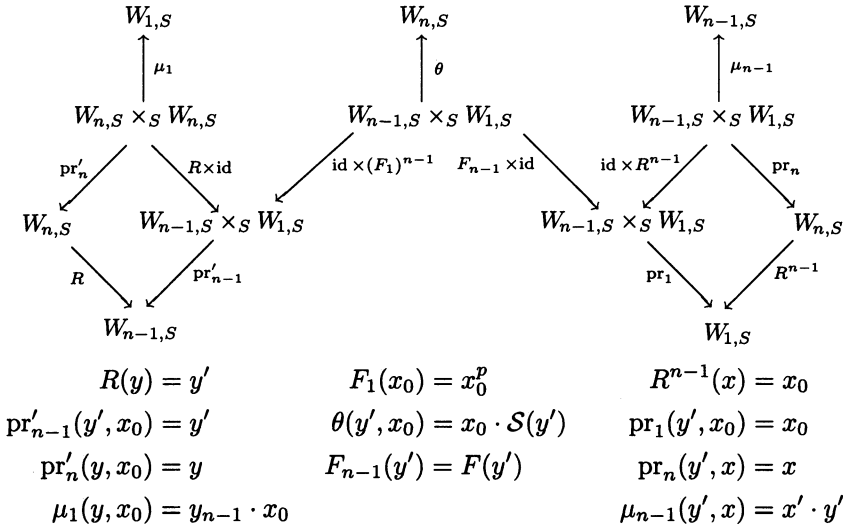 W_{1,S} W_{n,S} W_{n-1,S}
μ_1 θ μ_{n-1}
W_{n,S} ×_S W_{n,S} W_{n-1,S} ×_S W_{1,S} W_{n-1,S} ×_S W_{1,S}
pr'_n R×id id×(F_1)^{n-1} F_{n-1}×id id×R^{n-1} pr_n
W_{n,S} W_{n-1,S} ×_S W_{1,S} W_{n-1,S} ×_S W_{1,S} W_{n,S}
R pr'_{n-1} pr_1 R^{n-1}
W_{n-1,S} W_{1,S}
R(y) = y' F_1(x_0) = x_0^p R^{n-1}(x) = x_0
pr'_{n-1}(y', x_0) = y' θ(y', x_0) = x_0 · 𝒮(y') pr_1(y', x_0) = x_0
pr'_n(y, x_0) = y F_{n-1}(y') = F(y') pr_n(y', x) = x
μ_1(y, x_0) = y_{n-1} · x_0 μ_{n-1}(y', x) = x' · y'